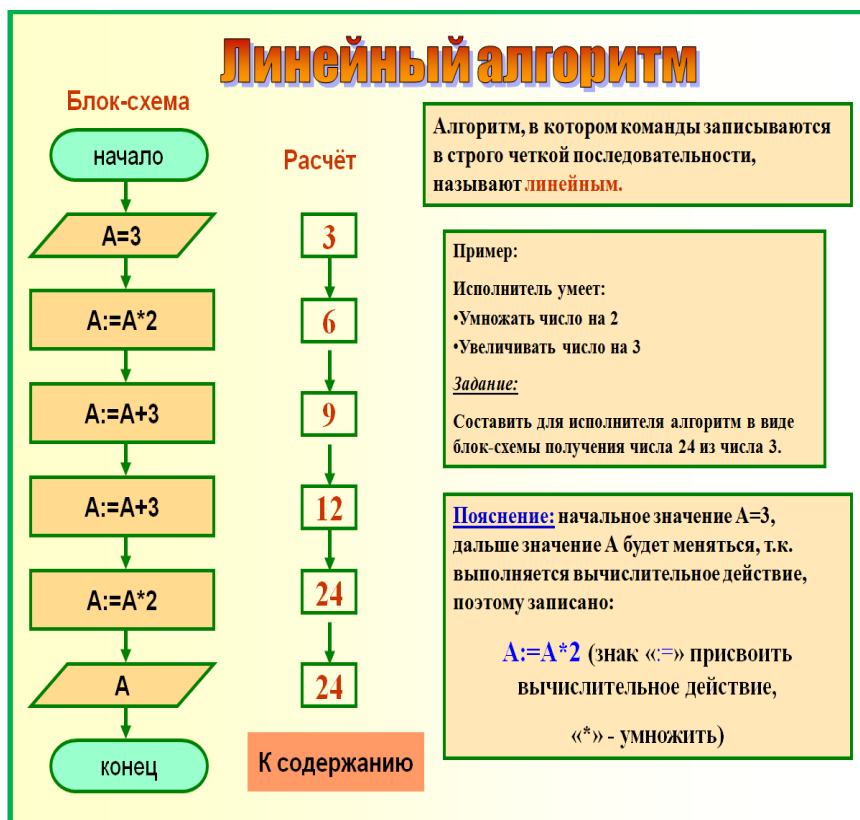 Линейный алгоритм
Блок-схема
начало
A=3
A:=A*2
A:=A+3
A:=A+3
A:=A*2
A
конец
Расчёт
3
6
9
12
24
24
К содержанию
Алгоритм, в котором команды записываются
в строго четкой последовательности,
называют линейным.
Пример:
Исполнитель умеет:
•Умножать число на 2
•Увеличивать число на 3
Задание:
Составить для исполнителя алгоритм в виде
блок-схемы получения числа 24 из числа 3.
Пояснение: начальное значение A=3,
дальше значение А будет меняться, т.к.
выполняется вычислительное действие,
поэтому записано:
A:=A*2 (знак «:=» присвоить
вычислительное действие,
«*» - умножить)